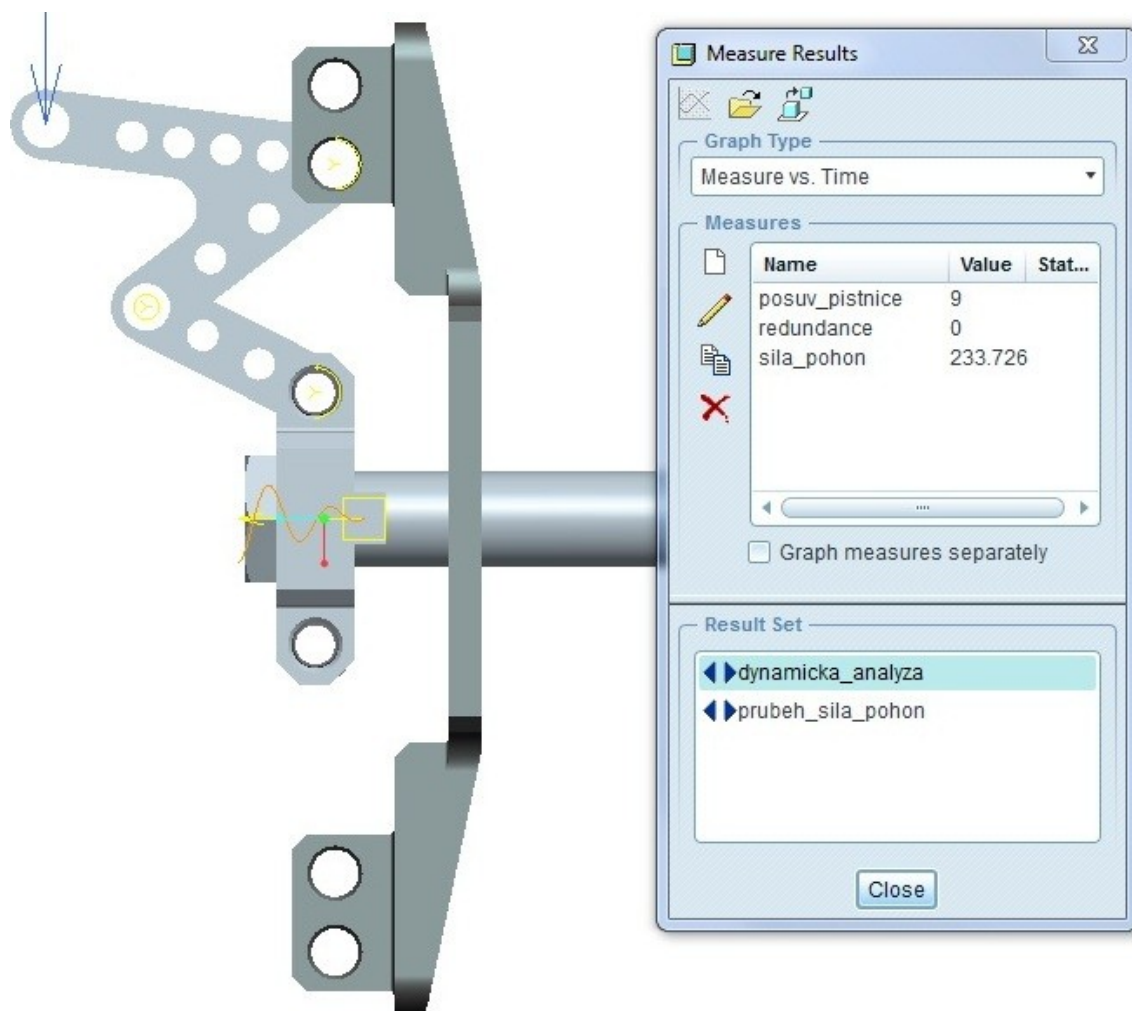 Measure Results
Graph Type
Measure vs. Time
Measures
Name Value Stat...
posuv_pistnice 9
redundance 0
sila_pohon 233.726
Graph measures separately
Result Set
dynamicka_analyza
prubeh_sila_pohon
Close